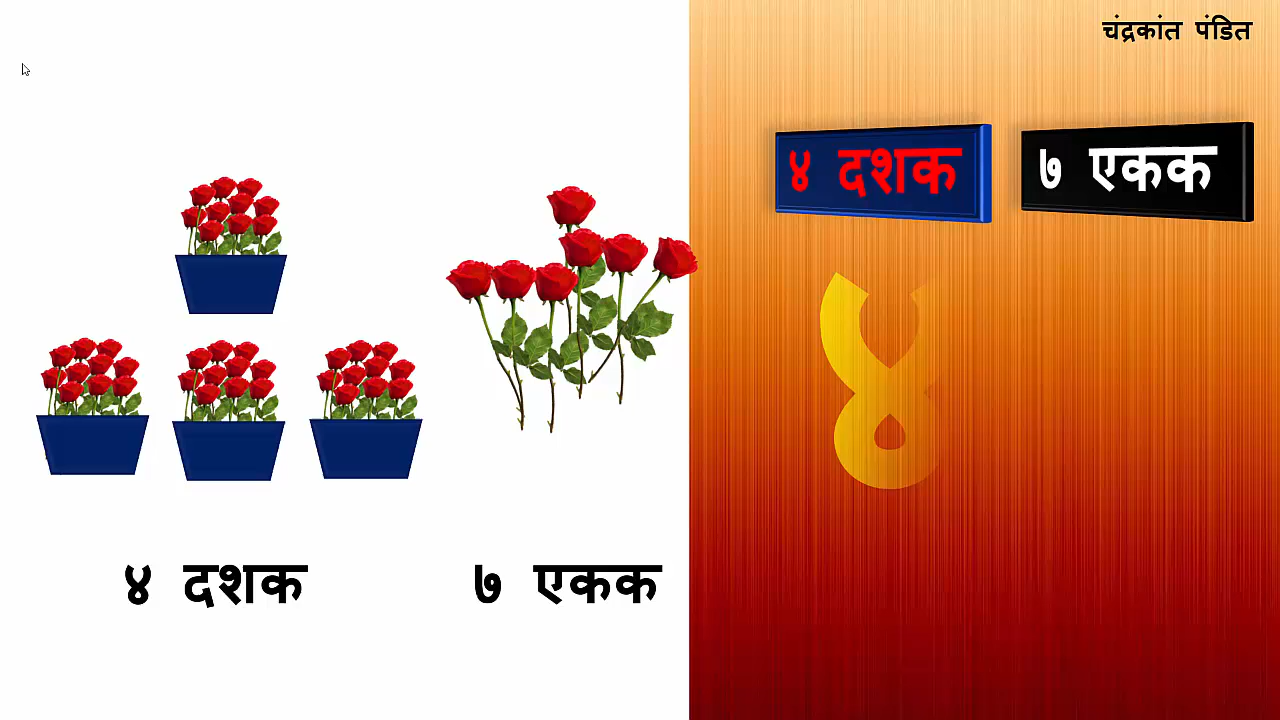 चंद्रकांत पंडित
४ दशक ७ एकक
४
४ दशक ७ एकक